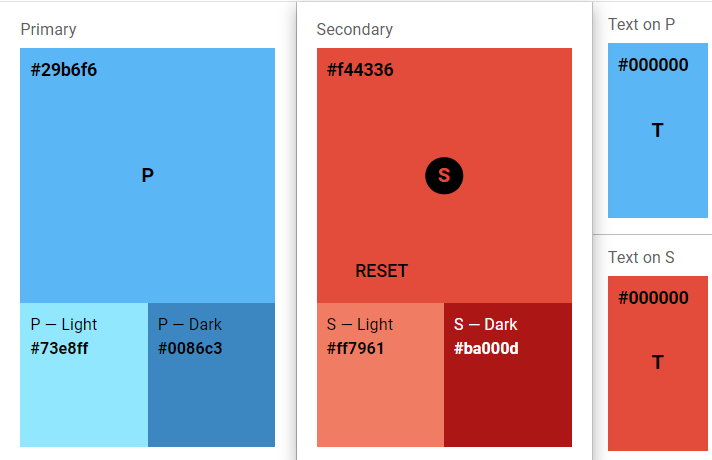 Primary
#29b6f6
P
P — Light
#73e8ff
P — Dark
#0086c3
Secondary
#f44336
S
RESET
S — Light
#ff7961
S — Dark
#ba000d
Text on P
#000000
T
Text on S
#000000
T